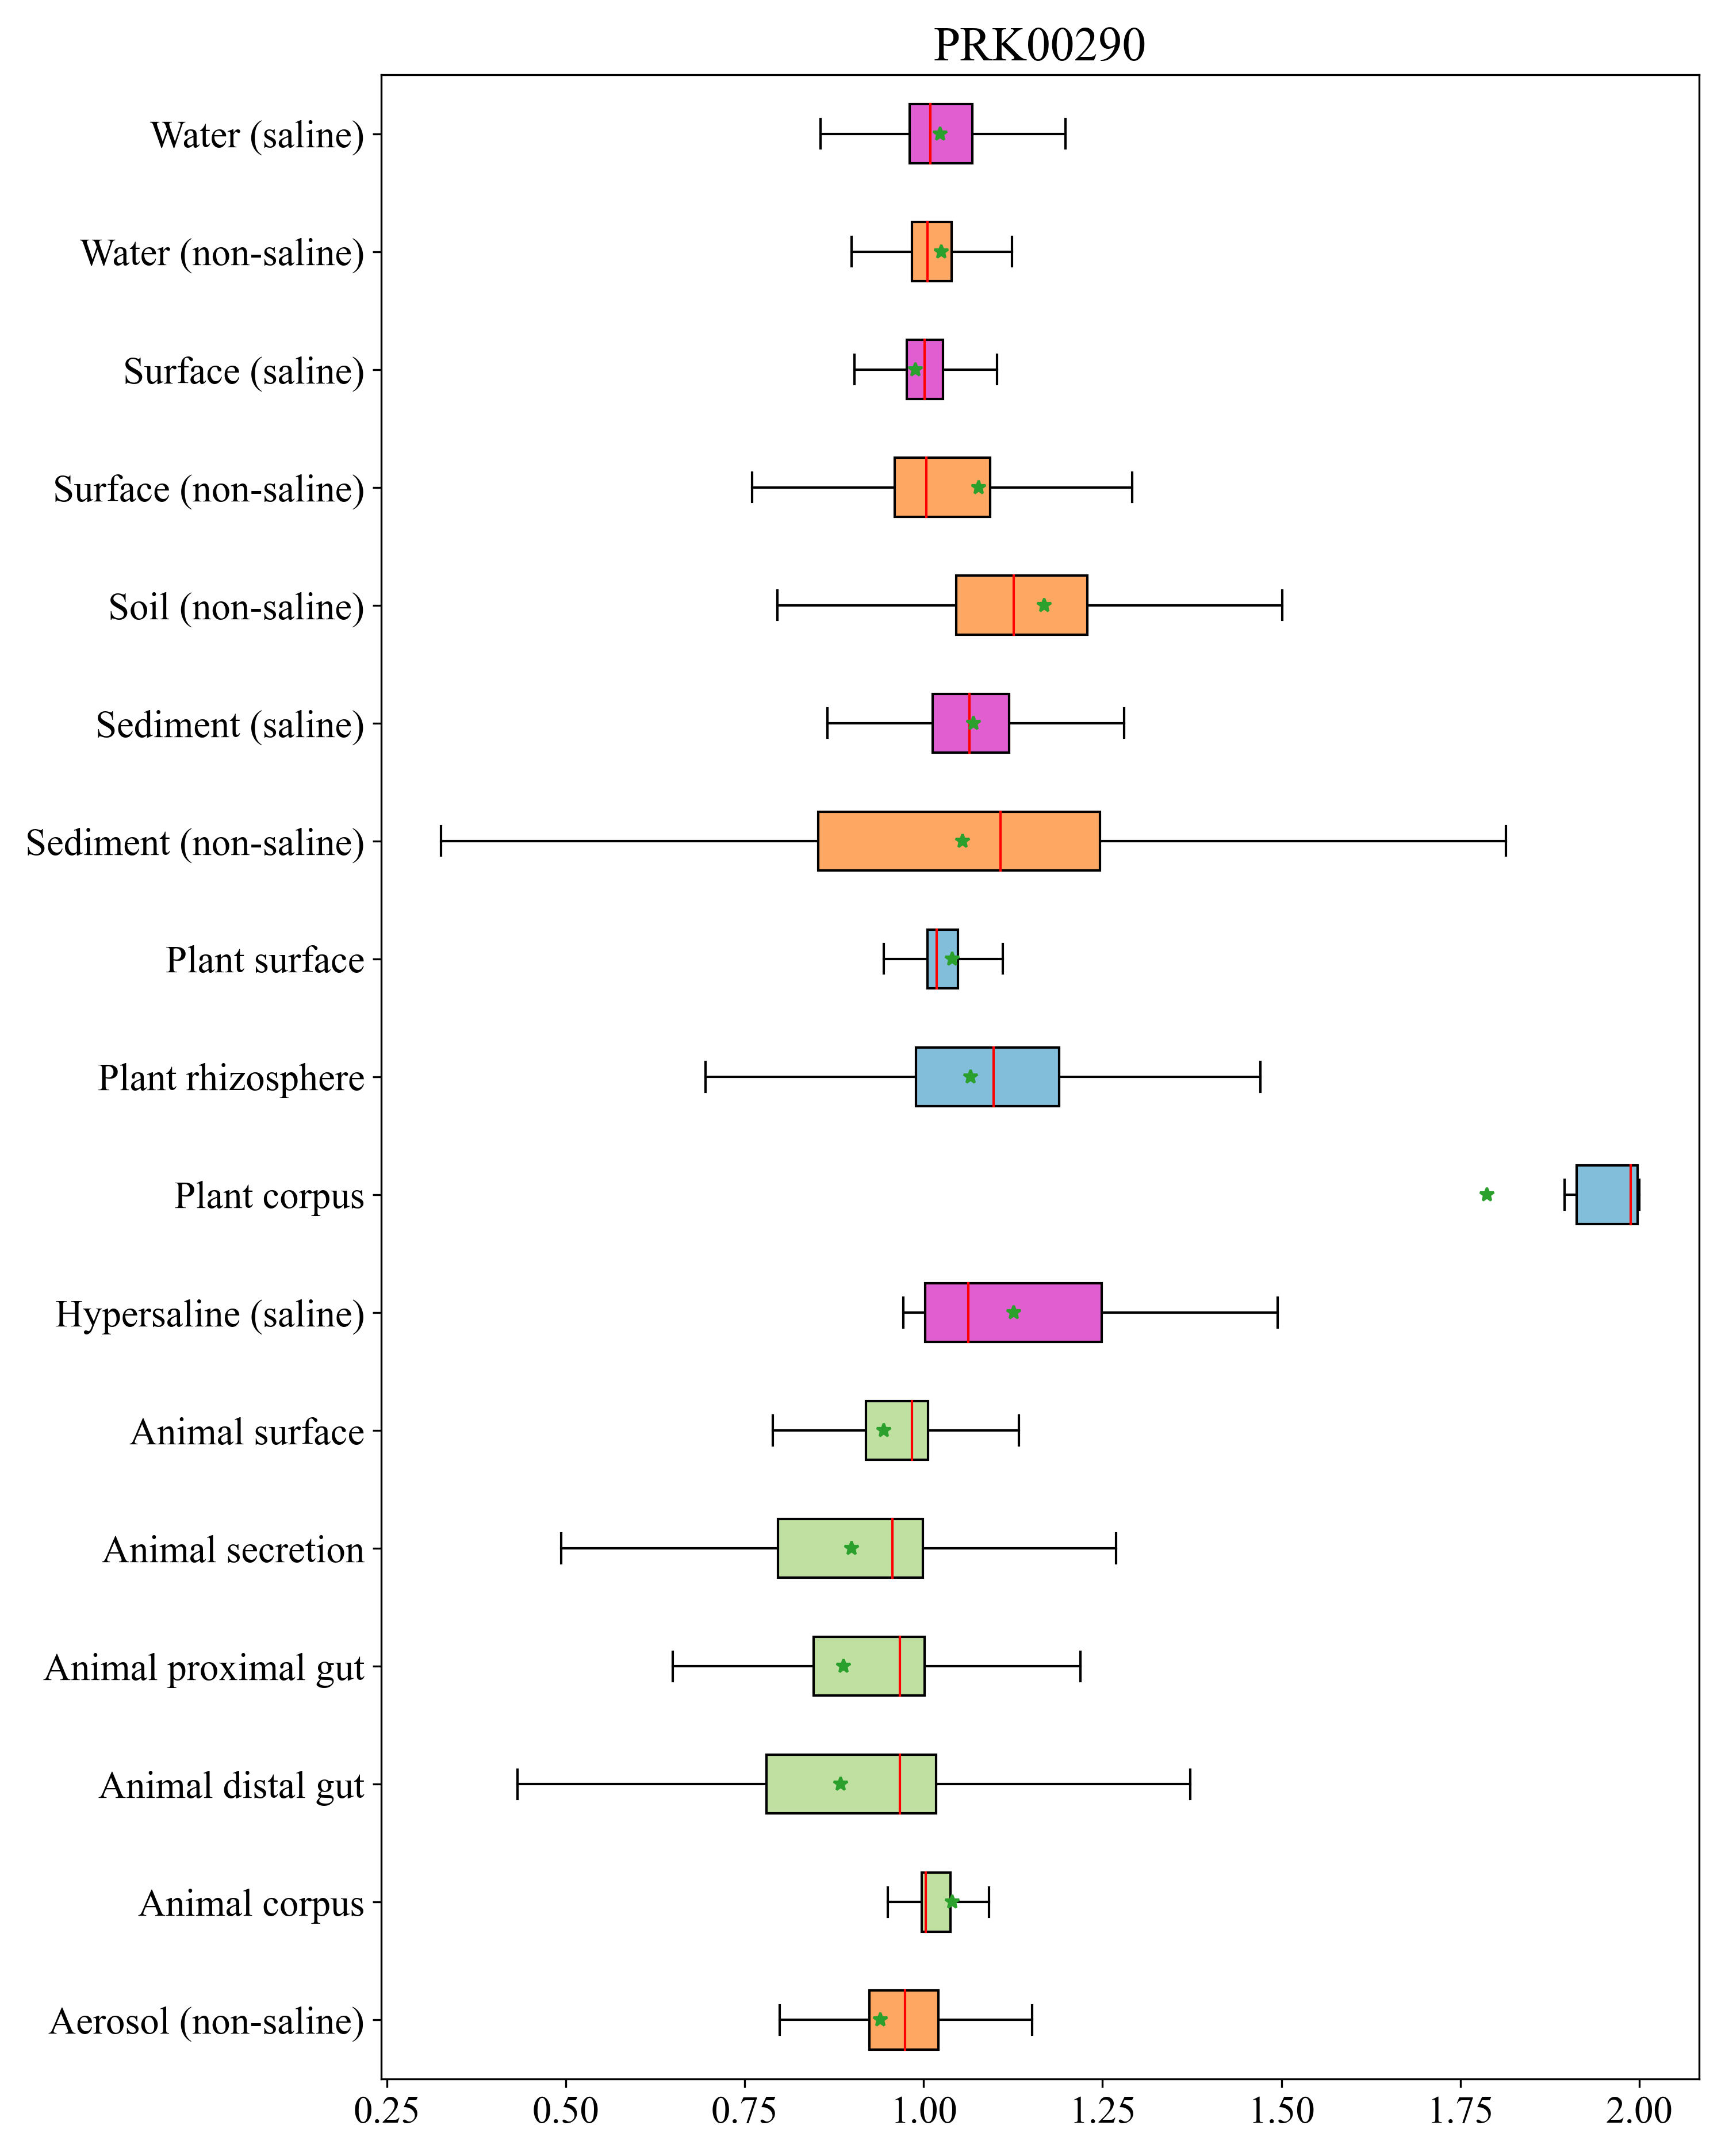 PRK00290
Water (saline)
Water (non-saline)
Surface (saline)
Surface (non-saline)
Soil (non-saline)
Sediment (saline)
Sediment (non-saline)
Plant surface
Plant rhizosphere
Plant corpus
Hypersaline (saline)
Animal surface
Animal secretion
Animal proximal gut
Animal distal gut
Animal corpus
Aerosol (non-saline)
0.25 0.50 0.75 1.00 1.25 1.50 1.75 2.00